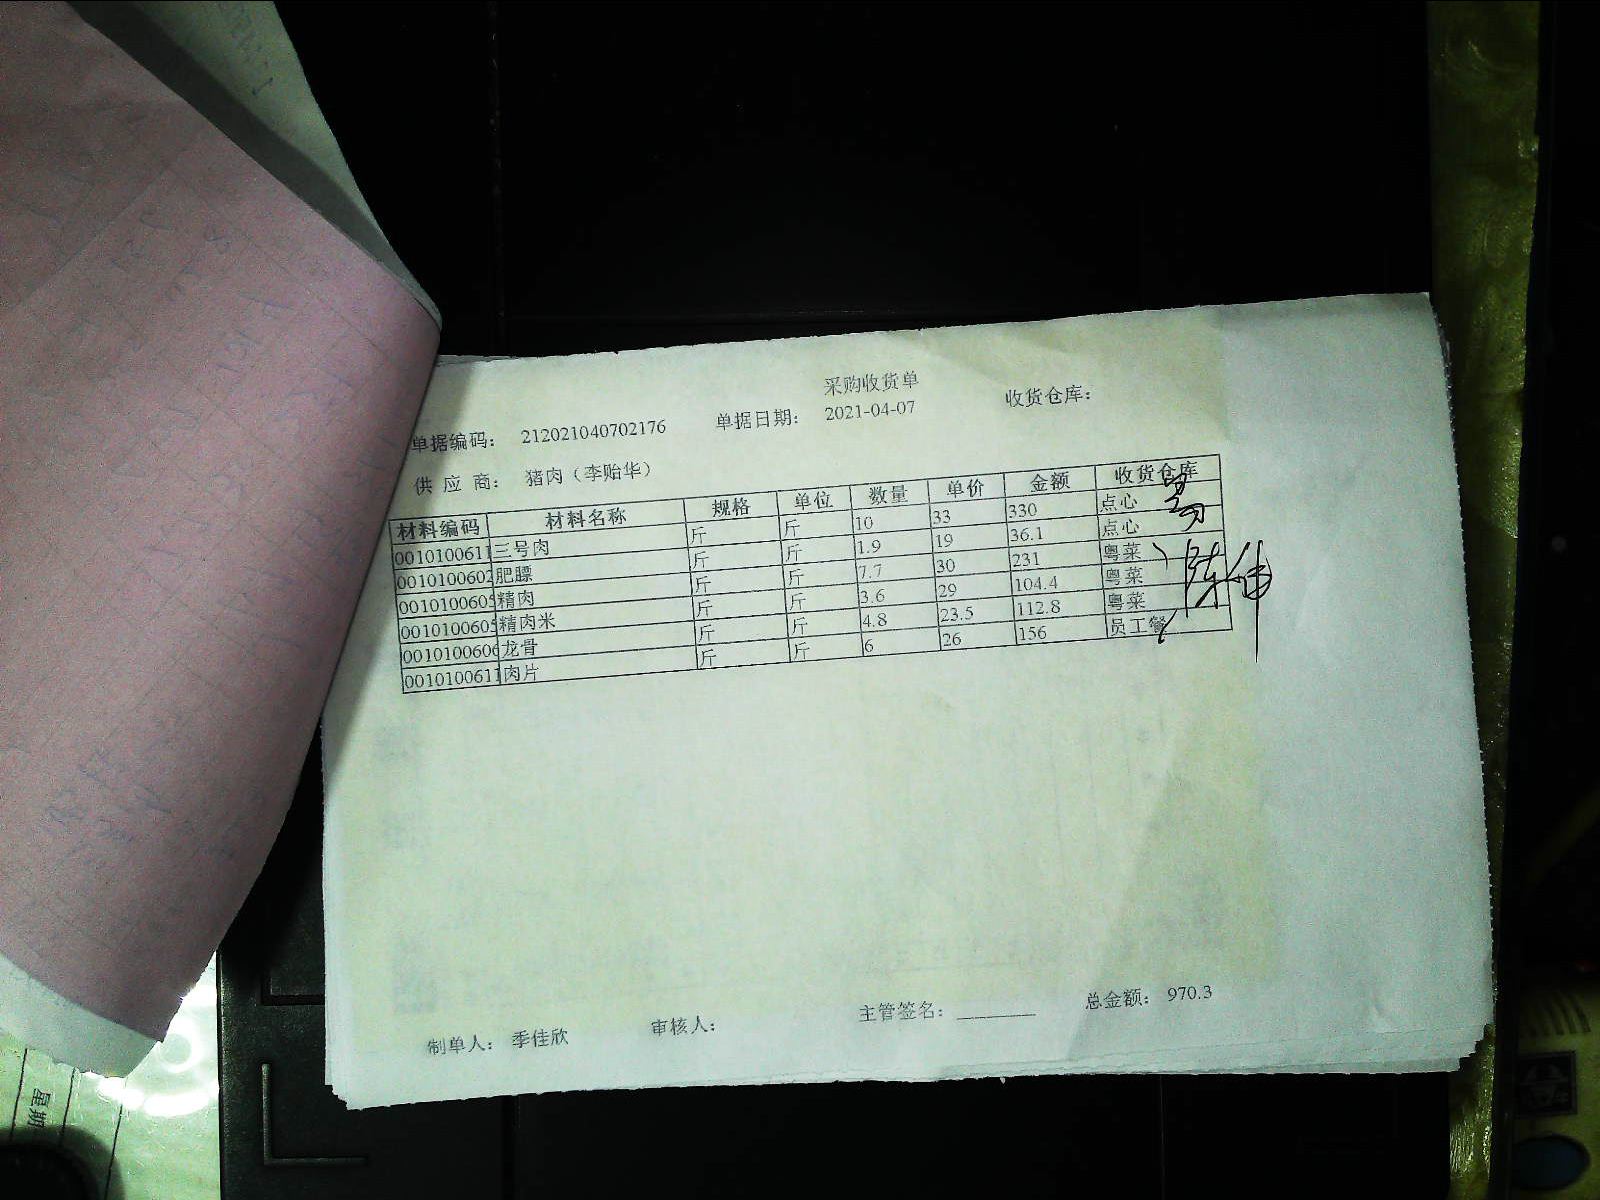 采购收货单
单据编码： 212021040702176 单据日期： 2021-04-07 收货仓库：
供 应 商： 猪肉（李贻华）
材料编码 材料名称 规格 单位 数量 单价 金额 收货仓库
0010100611 三号肉 斤 斤 10 33 330 点心
0010100602 肥膘 斤 斤 1.9 19 36.1 点心
0010100605 精肉 斤 斤 7.7 30 231 粤菜
0010100605 精肉米 斤 斤 3.6 29 104.4 粤菜
0010100606 龙骨 斤 斤 4.8 23.5 112.8 粤菜
0010100611 肉片 斤 斤 6 26 156 员工餐
陈伟
制单人： 季佳欣 审核人： 主管签名：________ 总金额： 970.3
星期